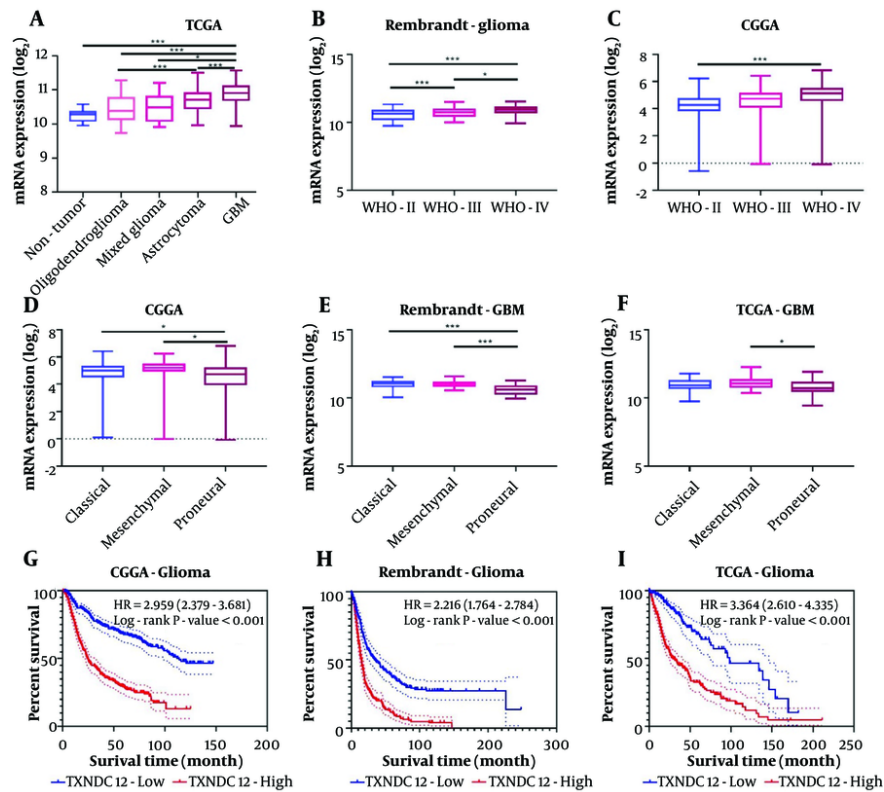 A
TCGA
mRNA expression (log2)
12
11
10
9
8
***
***
*
***
***
Non - tumor
Oligodendroglioma
Mixed glioma
Astrocytoma
GBM
B
Rembrandt - glioma
mRNA expression (log2)
15
10
5
***
***
*
WHO - II
WHO - III
WHO - IV
C
CGGA
mRNA expression (log2)
8
6
4
2
0
-2
***
WHO - II
WHO - III
WHO - IV
D
CGGA
mRNA expression (log2)
8
6
4
2
0
-2
*
*
Classical
Mesenchymal
Proneural
E
Rembrandt - GBM
mRNA expression (log2)
15
10
5
***
***
Classical
Mesenchymal
Proneural
F
TCGA - GBM
mRNA expression (log2)
15
10
5
*
Classical
Mesenchymal
Proneural
G
CGGA - Glioma
HR = 2.959 (2.379 - 3.681)
Log - rank P - value < 0.001
Percent survival
100
50
0
0 50 100 150 200
Surival time (month)
TXNDC 12 - Low TXNDC 12 - High
H
Rembrandt - Glioma
HR = 2.216 (1.764 - 2.784)
Log - rank P - value < 0.001
Percent survival
100
50
0
0 100 200 300
Surival time (month)
TXNDC 12 - Low TXNDC 12 - High
I
TCGA - Glioma
HR = 3.364 (2.610 - 4.335)
Log - rank P - value < 0.001
Percent survival
100
50
0
0 50 100 150 200 250
Surival time (month)
TXNDC 12 - Low TXNDC 12 - High